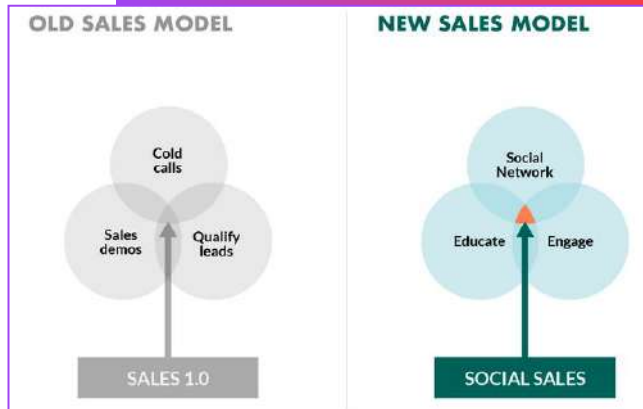 OLD SALES MODEL
Cold
calls
Sales
demos
Qualify
leads
SALES 1.0
NEW SALES MODEL
Social
Network
Educate
Engage
SOCIAL SALES